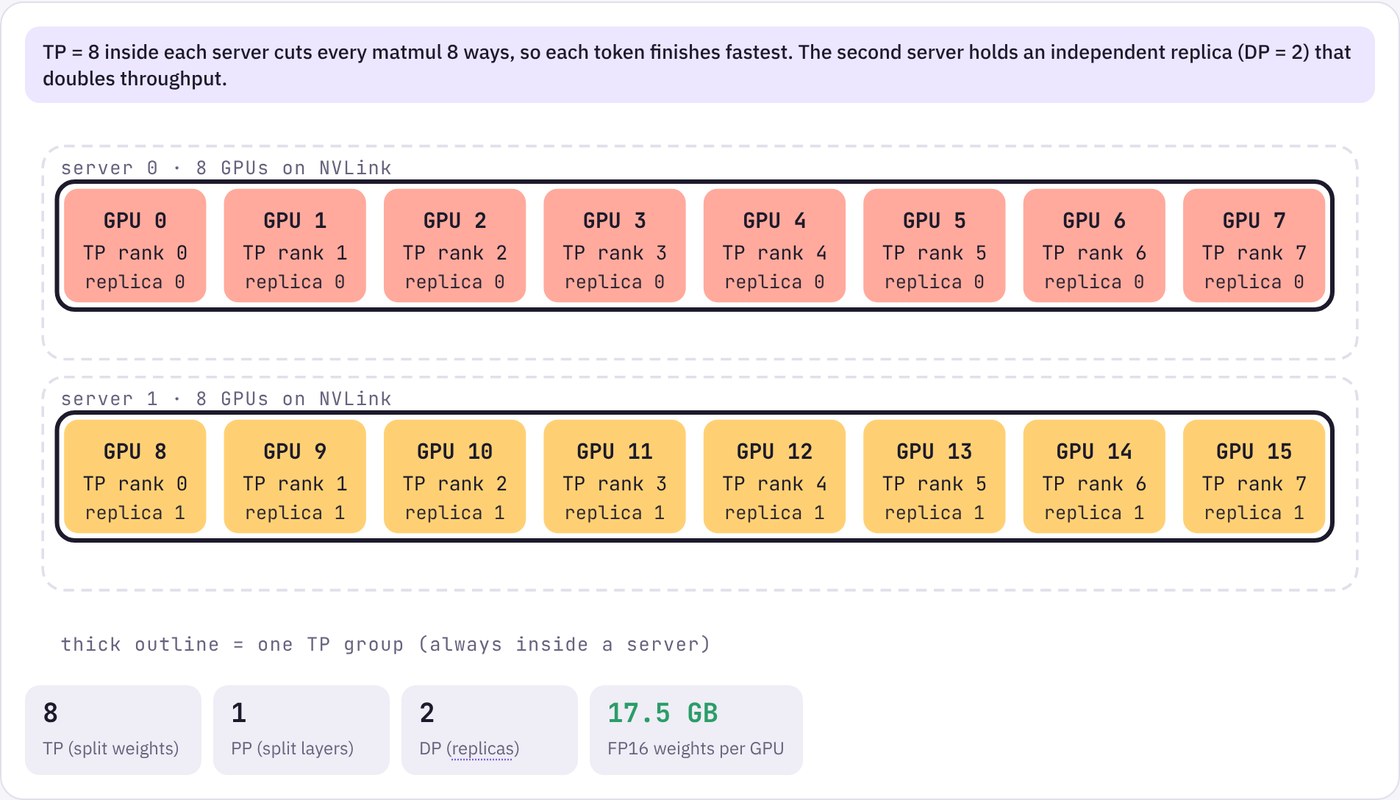 TP = 8 inside each server cuts every matmul 8 ways, so each token finishes fastest. The second server holds an independent replica (DP = 2) that
doubles throughput.
server 0 · 8 GPUs on NVLink
GPU 0 GPU 1 GPU 2 GPU 3 GPU 4 GPU 5 GPU 6 GPU 7
TP rank 0 TP rank 1 TP rank 2 TP rank 3 TP rank 4 TP rank 5 TP rank 6 TP rank 7
replica 0 replica 0 replica 0 replica 0 replica 0 replica 0 replica 0 replica 0
server 1 · 8 GPUs on NVLink
GPU 8 GPU 9 GPU 10 GPU 11 GPU 12 GPU 13 GPU 14 GPU 15
TP rank 0 TP rank 1 TP rank 2 TP rank 3 TP rank 4 TP rank 5 TP rank 6 TP rank 7
replica 1 replica 1 replica 1 replica 1 replica 1 replica 1 replica 1 replica 1
thick outline = one TP group (always inside a server)
8 1 2 17.5 GB
TP (split weights) PP (split layers) DP (replicas) FP16 weights per GPU